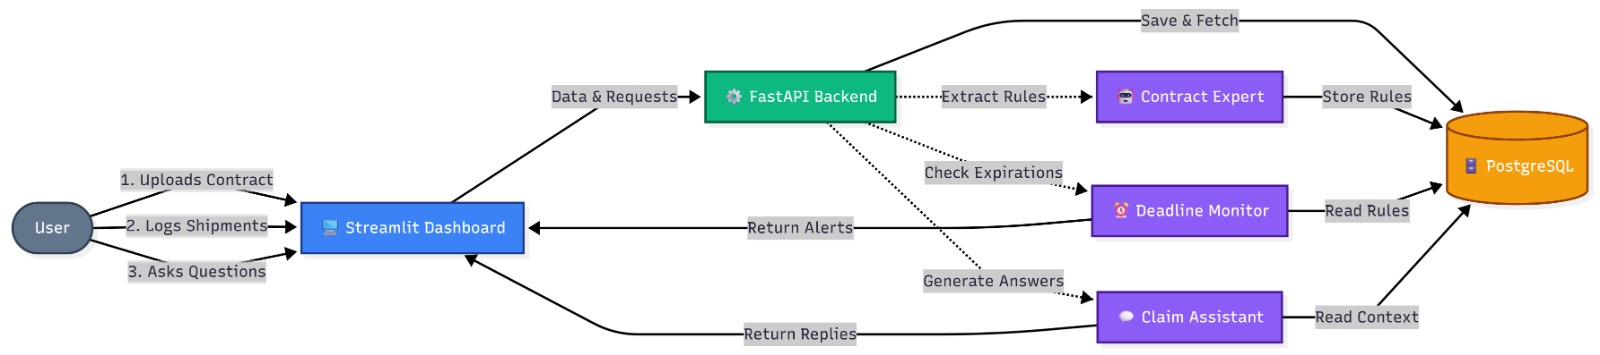 Save & Fetch
Data & Requests
FastAPI Backend
Extract Rules
Contract Expert
Store Rules
PostgreSQL
1. Uploads Contract
Check Expirations
User
2. Logs Shipments
Streamlit Dashboard
Return Alerts
Deadline Monitor
Read Rules
3. Asks Questions
Generate Answers
Return Replies
Claim Assistant
Read Context